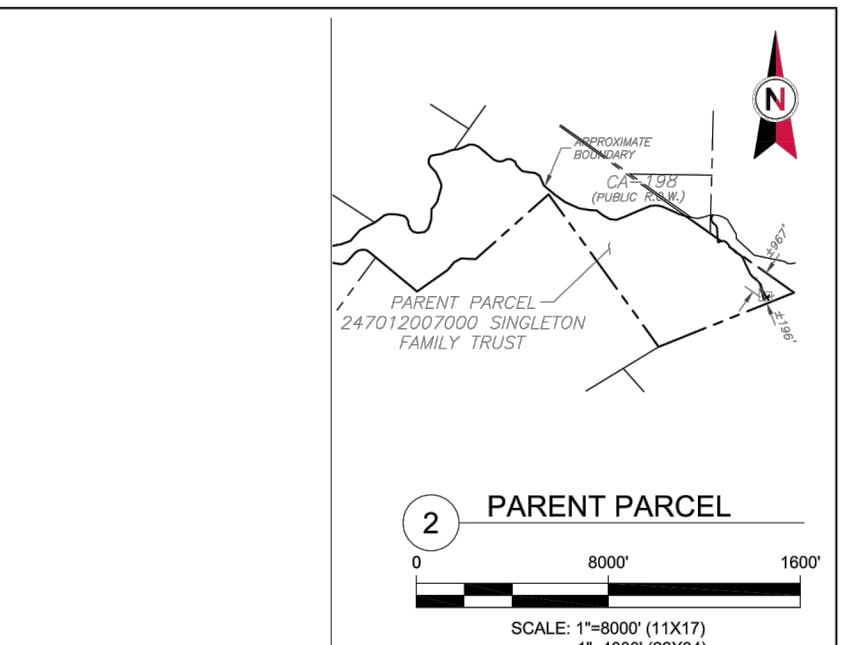 N
APPROXIMATE
BOUNDARY
CA-198
(PUBLIC R.O.W.)
±967'
±196'
PARENT PARCEL
247012007000 SINGLETON
FAMILY TRUST
2
PARENT PARCEL
0 8000' 1600'
SCALE: 1"=8000' (11X17)